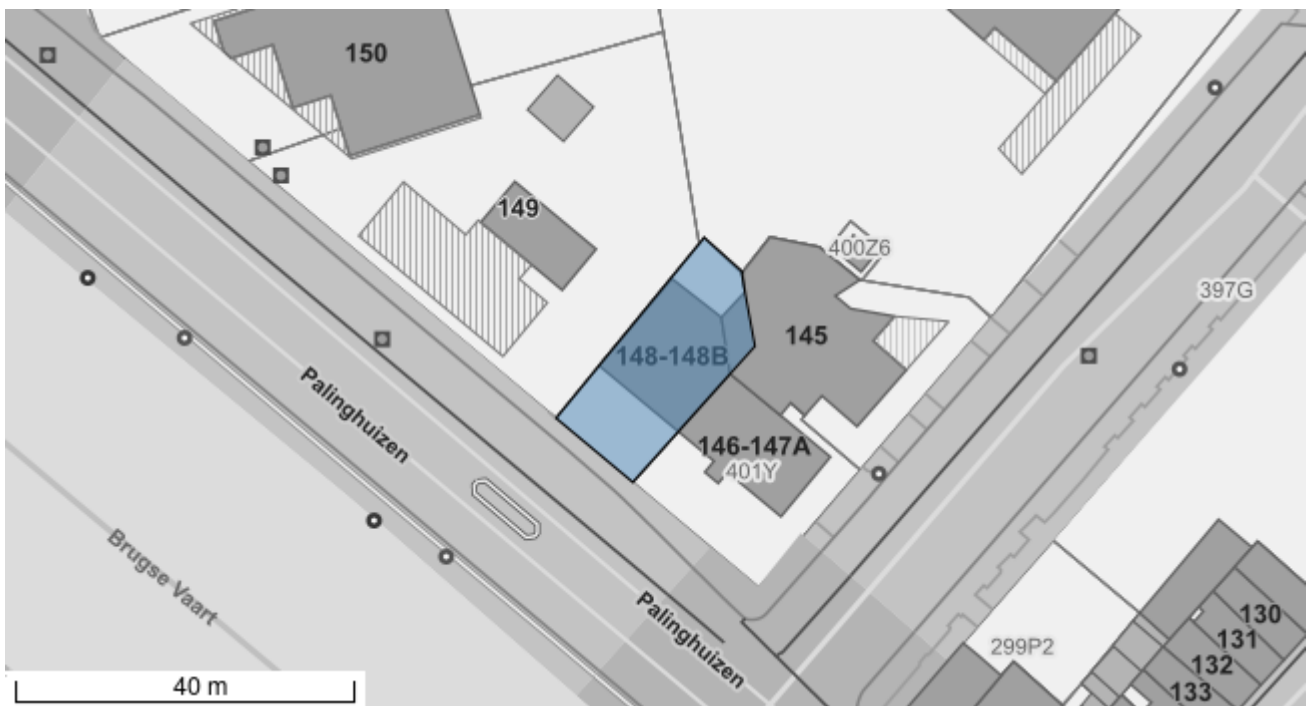 150
149
400Z6
397G
145
148-148B
Palinghuizen
146-147A
401Y
Brugse Vaart
Palinghuizen
130
131
299P2
132
133
40 m